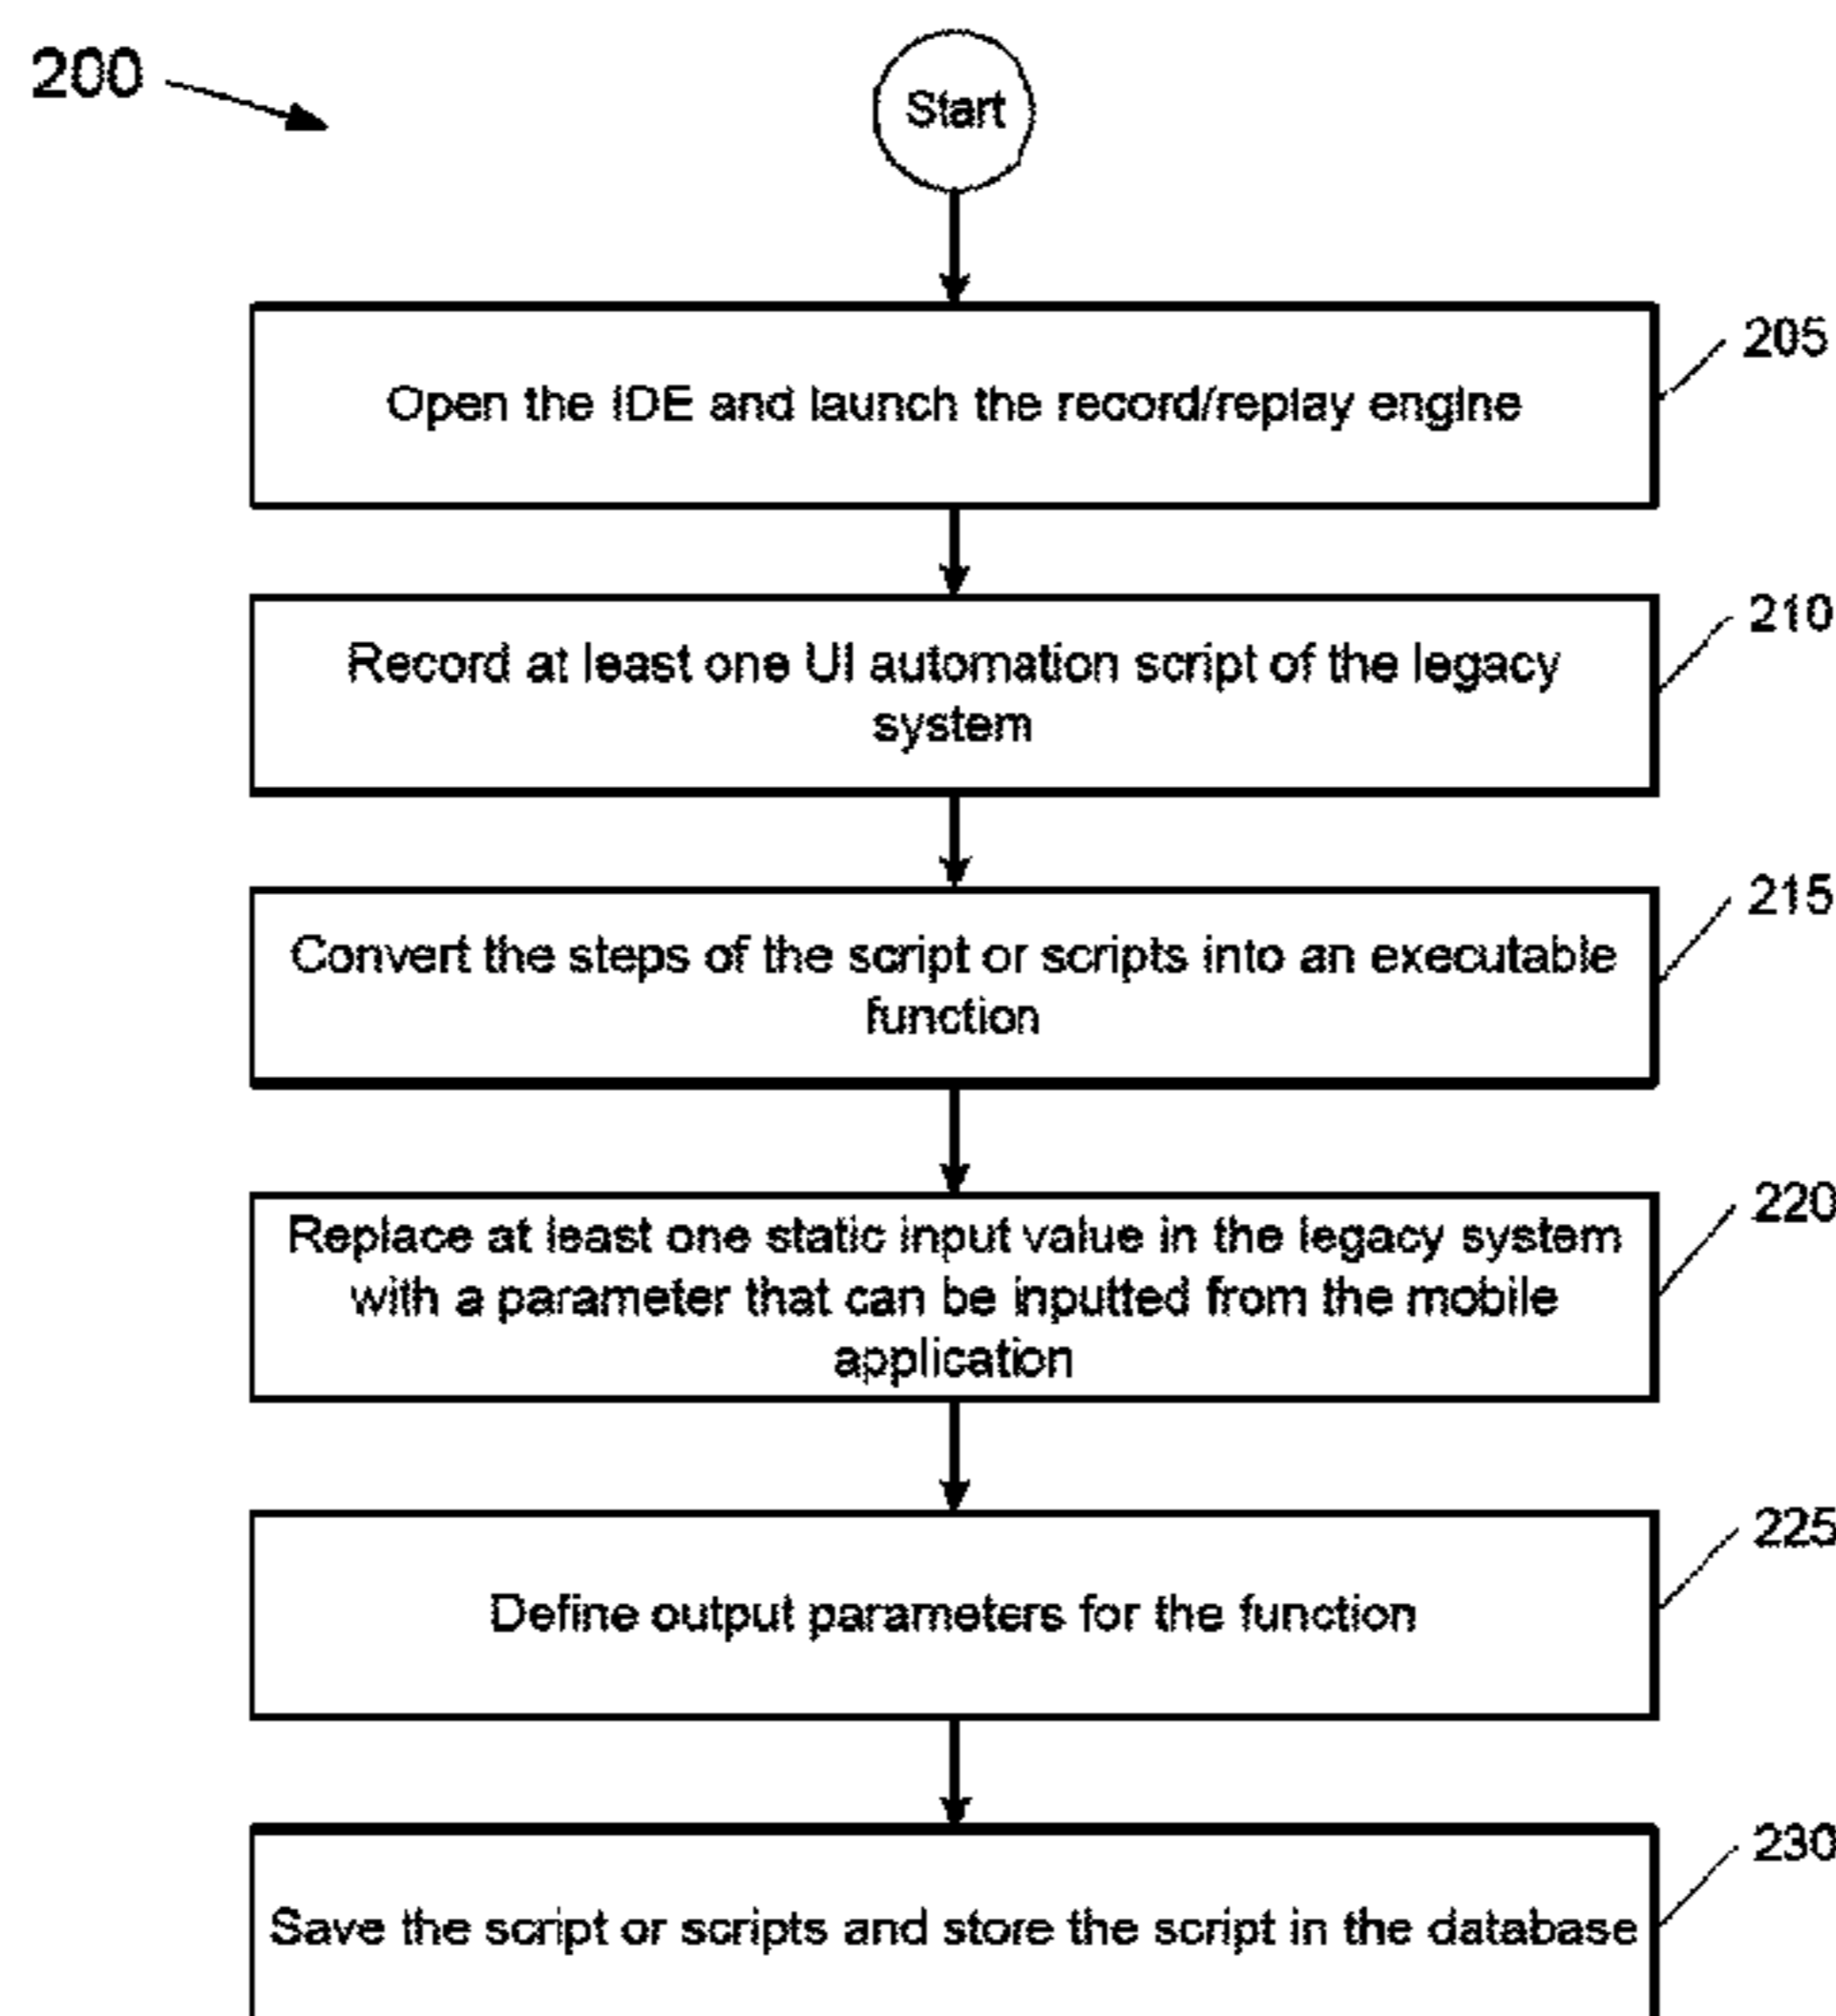 200
Start
205
Open the IDE and launch the record/replay engine
210
Record at least one UI automation script of the legacy
system
215
Convert the steps of the script or scripts into an executable
function
220
Replace at least one static input value in the legacy system
with a parameter that can be inputted from the mobile
application
225
Define output parameters for the function
230
Save the script or scripts and store the script in the database